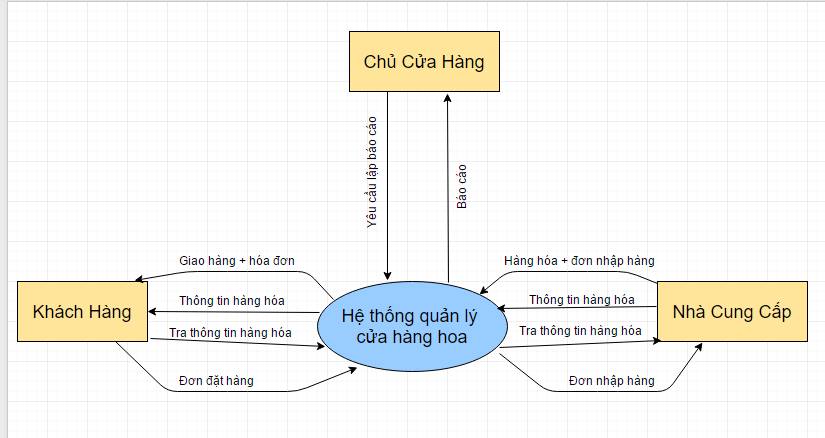 Chủ Cửa Hàng
Yêu cầu lập báo cáo
Báo cáo
Giao hàng + hóa đơn
Hàng hóa + đơn nhập hàng
Khách Hàng
Thông tin hàng hóa
Hệ thống quản lý
cửa hàng hoa
Thông tin hàng hóa
Nhà Cung Cấp
Tra thông tin hàng hóa
Tra thông tin hàng hóa
Đơn đặt hàng
Đơn nhập hàng